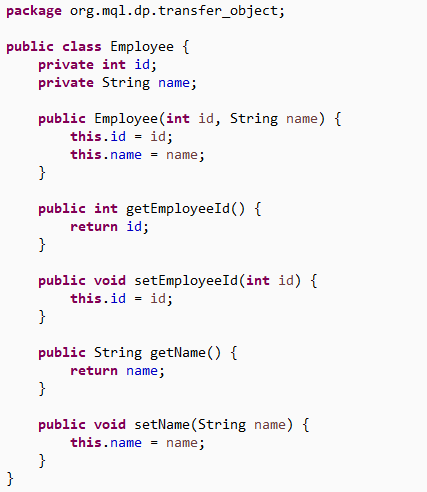 package org.mql.dp.transfer_object;

public class Employee {
    private int id;
    private String name;

    public Employee(int id, String name) {
        this.id = id;
        this.name = name;
    }

    public int getEmployeeId() {
        return id;
    }

    public void setEmployeeId(int id) {
        this.id = id;
    }

    public String getName() {
        return name;
    }

    public void setName(String name) {
        this.name = name;
    }
}